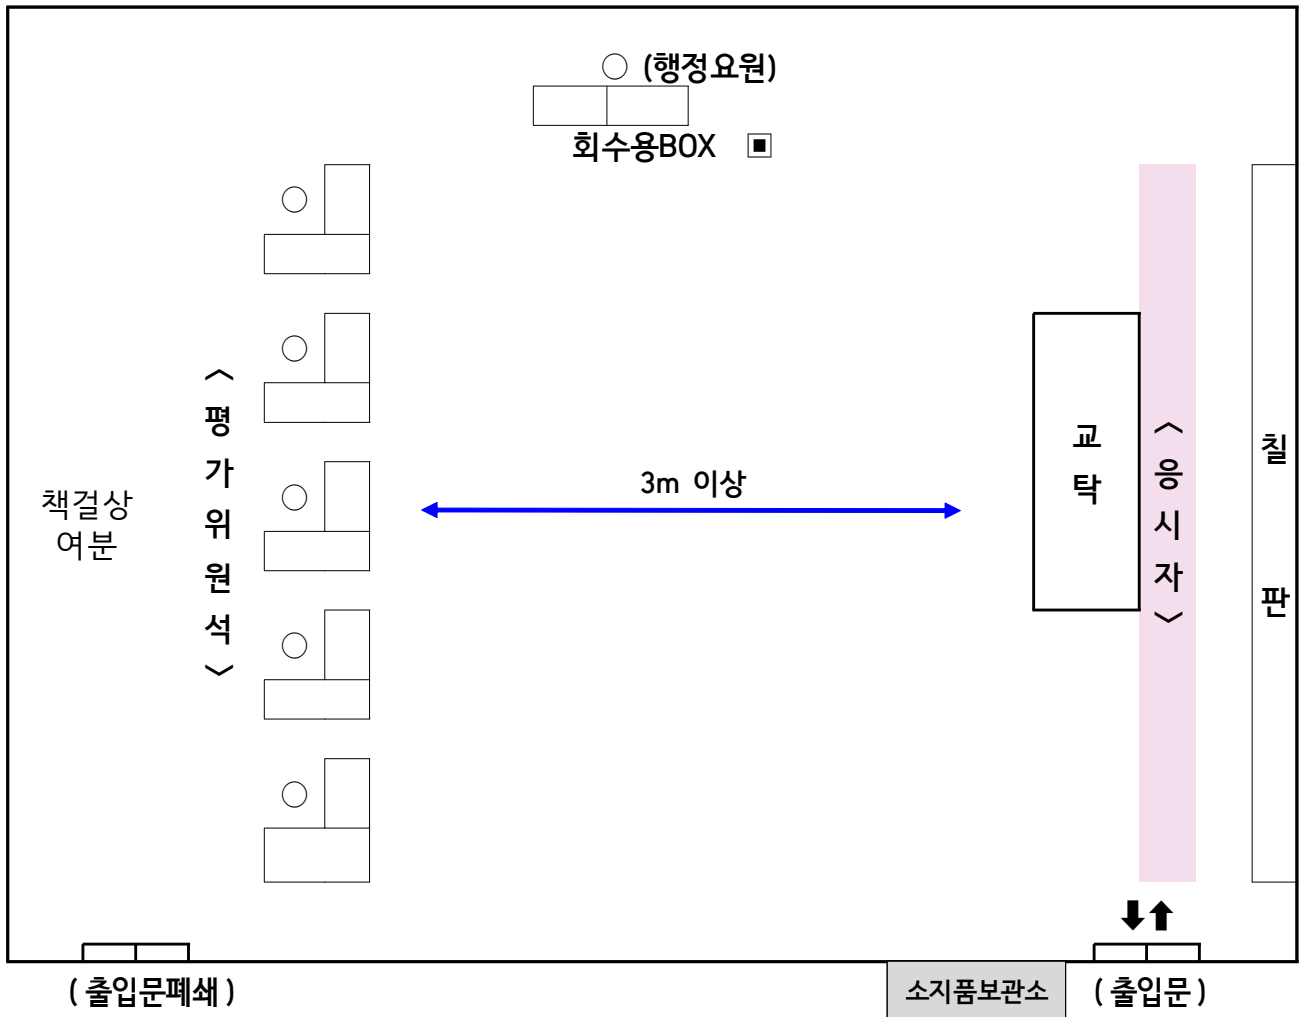 (행정요원)
회수용BOX
<평가위원석>
책걸상
여분
3m 이상
교탁
<응시자>
칠판
(출입문폐쇄)
소지품보관소
(출입문)